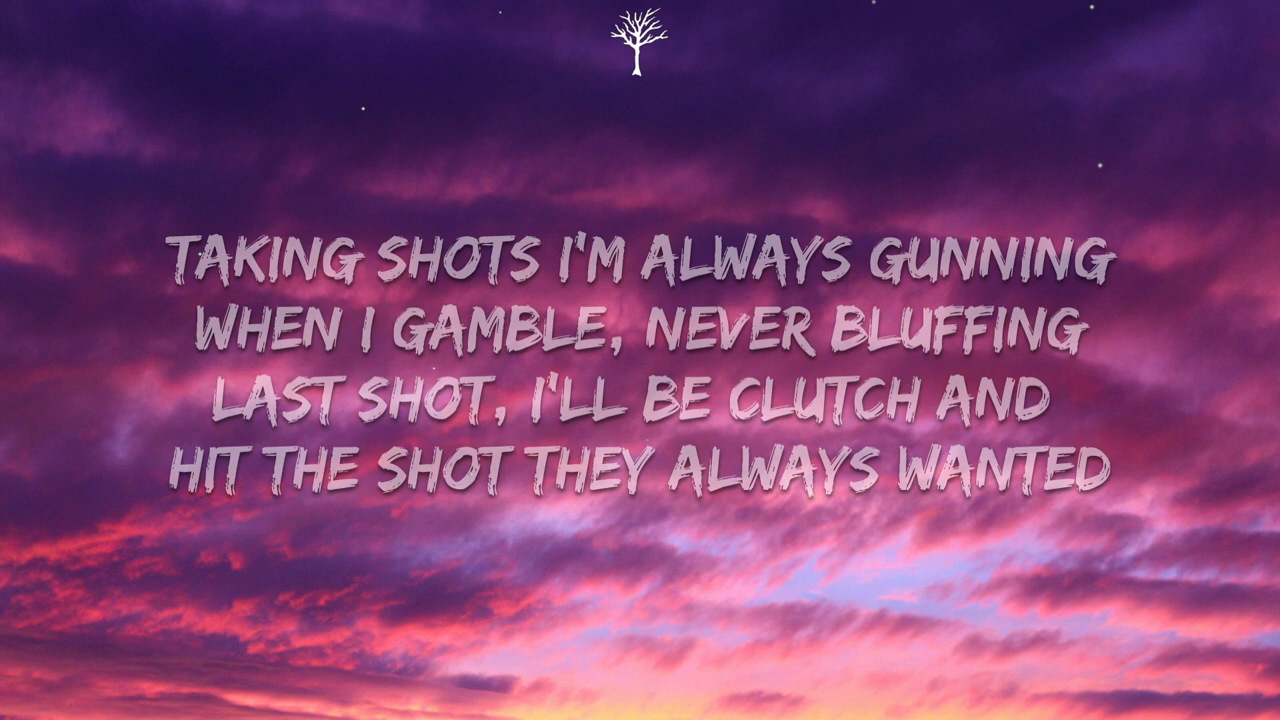 TAKING SHOTS I'M ALWAYS GUNNING
WHEN I GAMBLE, NEVER BLUFFING
LAST SHOT, I'LL BE CLUTCH AND
HIT THE SHOT THEY ALWAYS WANTED